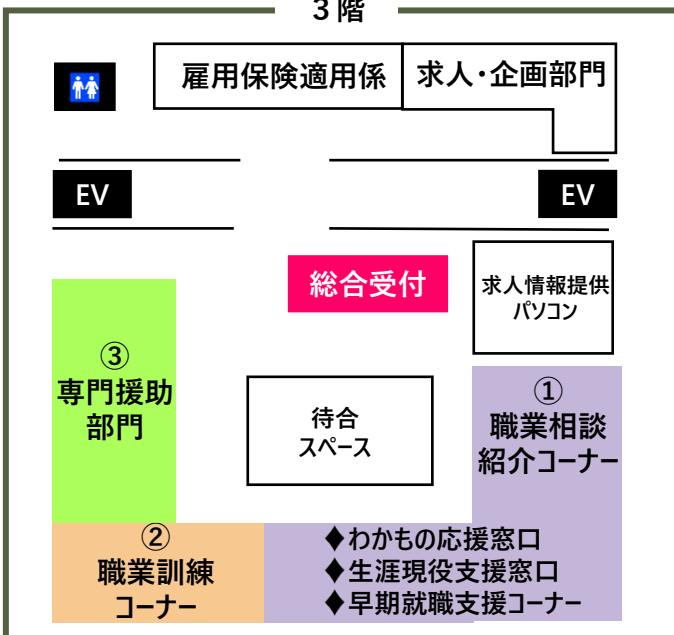 3階
雇用保険適用係
求人・企画部門
EV
EV
総合受付
求人情報提供
パソコン
③
専門援助
部門
待合
スペース
①
職業相談
紹介コーナー
②
職業訓練
コーナー
♦わかもの応援窓口
♦生涯現役支援窓口
♦早期就職支援コーナー